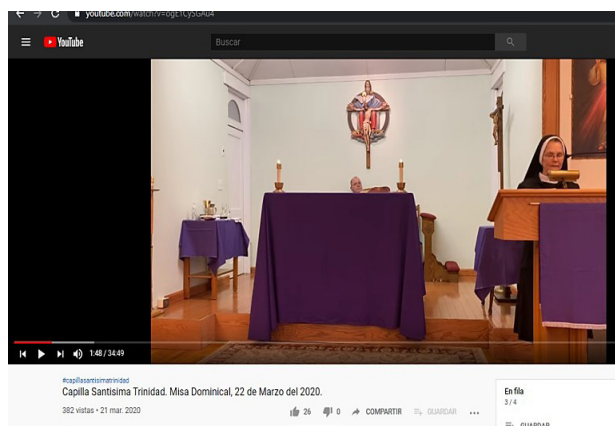 youtube.com/watch?v=ogE1CySGAu4
YouTube
Buscar
1:48 / 34:49
#capillasantisimatrinidad
Capilla Santisima Trinidad. Misa Dominical, 22 de Marzo del 2020.
382 vistas • 21 mar. 2020
26
0
COMPARTIR
GUARDAR
En fila
3 / 4
GUARDAR